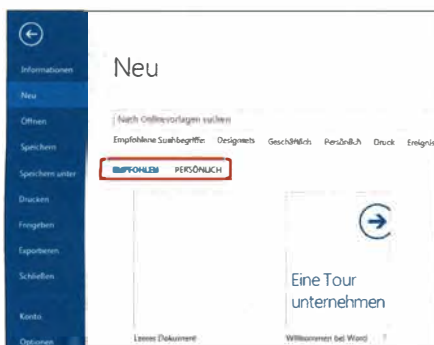 Informationen
Neu
Öffnen
Speichern
Speichern unter
Drucken
Freigeben
Exportieren
Schließen
Konto
Optionen
Neu
Nach Onlinevorlagen suchen
Empfohlene Suchbegriffe: Designsets Geschäftlich Persönlich Druck Ereignis
EMPFOHLEN PERSÖNLICH
Eine Tour
unternehmen
Leeres Dokument Willkommen bei Word